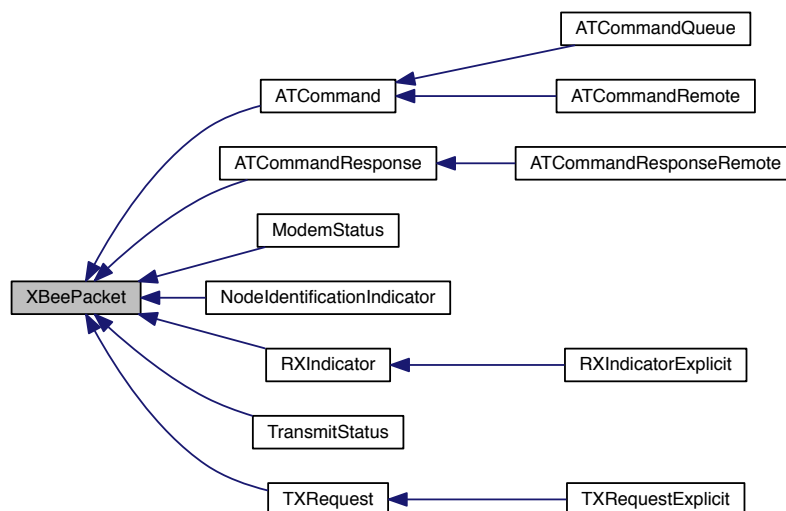 ATCommandQueue
ATCommand
ATCommandRemote
ATCommandResponse
ATCommandResponseRemote
ModemStatus
XBeePacket
NodeIdentificationIndicator
RXIndicator
RXIndicatorExplicit
TransmitStatus
TXRequest
TXRequestExplicit